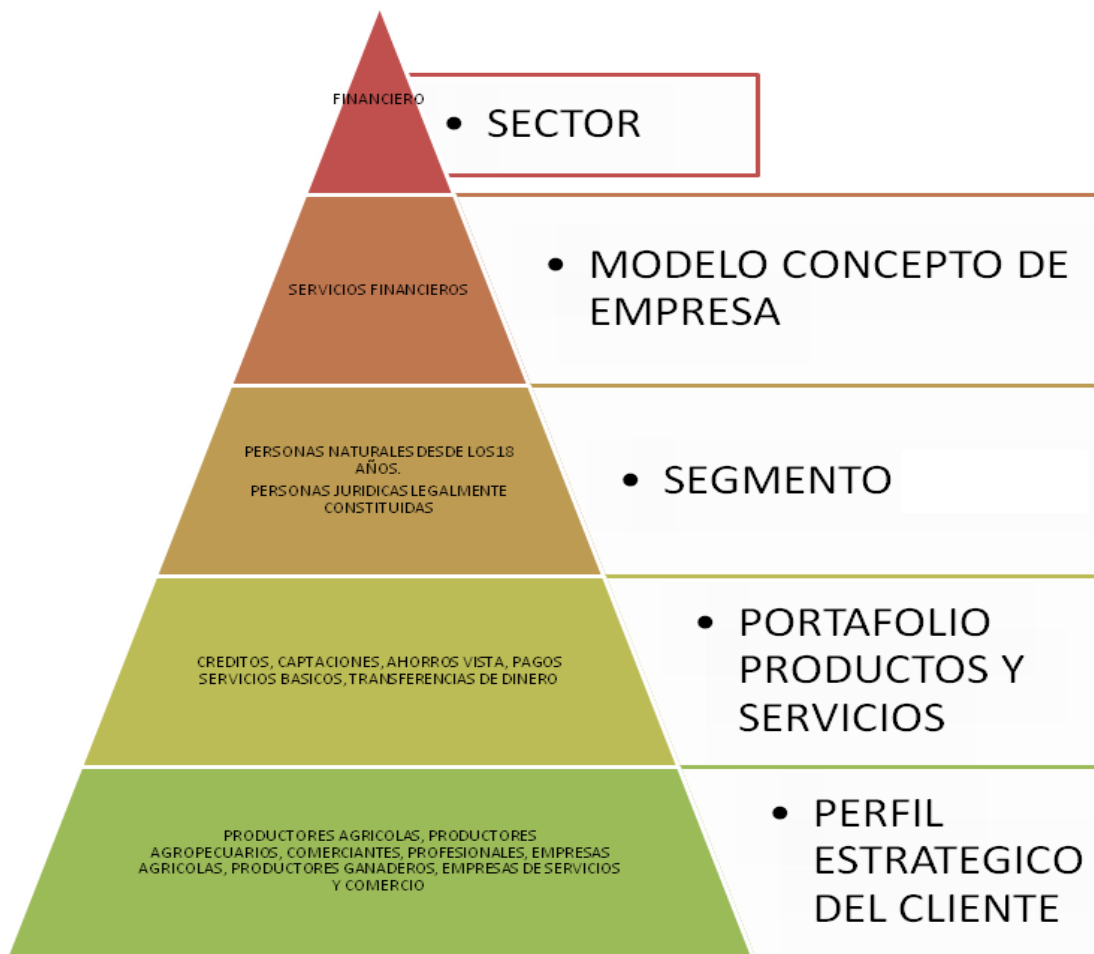 FINANCIERO
• SECTOR
SERVICIOS FINANCIEROS
• MODELO CONCEPTO DE
EMPRESA
PERSONAS NATURALES DESDE LOS 18
AÑOS.
PERSONAS JURIDICAS LEGALMENTE
CONSTITUIDAS
• SEGMENTO
CREDITOS, CAPTACIONES, AHORROS VISTA, PAGOS
SERVICIOS BASICOS, TRANSFERENCIAS DE DINERO
• PORTAFOLIO
PRODUCTOS Y
SERVICIOS
PRODUCTORES AGRICOLAS, PRODUCTORES
AGROPECUARIOS, COMERCIANTES, PROFESIONALES, EMPRESAS
AGRICOLAS, PRODUCTORES GANADEROS, EMPRESAS DE SERVICIOS
Y COMERCIO
• PERFIL
ESTRATEGICO
DEL CLIENTE